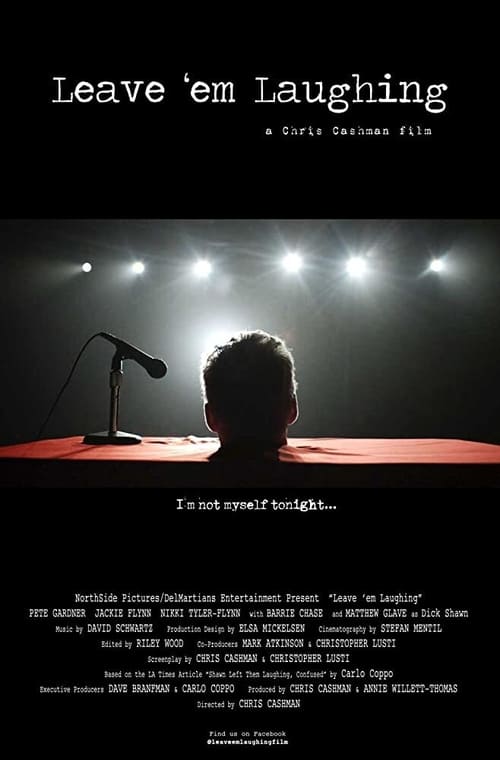 Leave ‘em Laughing
a Chris Cashman film
I'm not myself tonight...
NorthSide Pictures/DelMartians Entertainment Present "Leave 'em Laughing"
PETE GARDNER JACKIE FLYNN NIKKI TYLER-FLYNN with BARRIE CHASE and MATTHEW GLAVE as Dick Shawn
Music by DAVID SCHWARTZ Production Design by ELSA MICKELSEN Cinematography by STEFAN MENTIL
Edited by RILEY WOOD Co-Producers MARK ATKINSON & CHRISTOPHER LUSTI
Screenplay by CHRIS CASHMAN & CHRISTOPHER LUSTI
Based on the LA Times Article "Shawn Left Them Laughing, Confused" by Carlo Coppo
Executive Producers DAVE BRANFMAN & CARLO COPPO Produced by CHRIS CASHMAN & ANNIE WILLETT-THOMAS
Directed by CHRIS CASHMAN
Find us on Facebook
@leaveemlaughingfilm